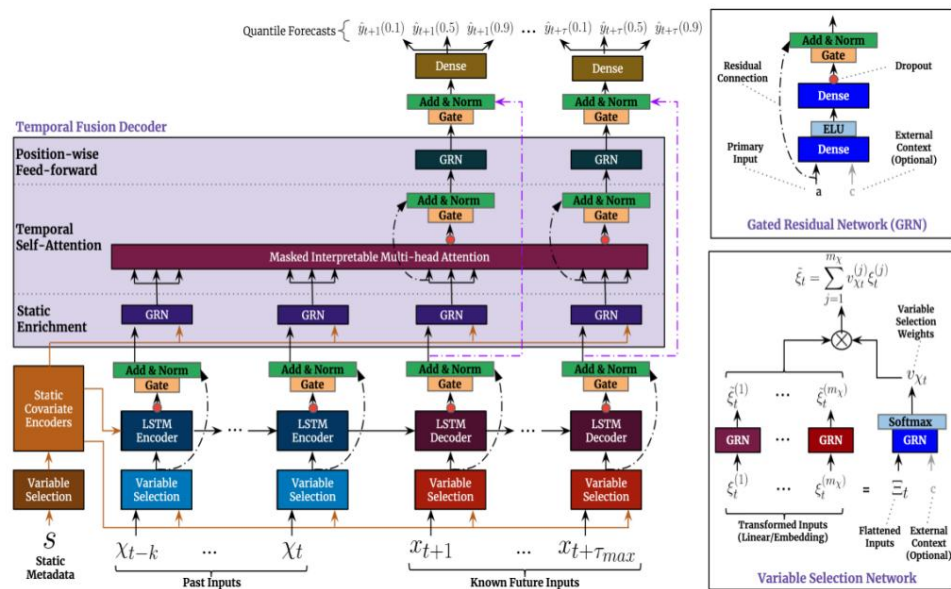 Quantile Forecasts
ŷt+1(0.1) ŷt+1(0.5) ŷt+1(0.9) ... ŷt+τ(0.1) ŷt+τ(0.5) ŷt+τ(0.9)
Dense Dense
Add & Norm Add & Norm
Gate Gate
Temporal Fusion Decoder
Position-wise
Feed-forward
GRN GRN
Add & Norm Add & Norm
Gate Gate
Temporal
Self-Attention
Masked Interpretable Multi-head Attention
Static
Enrichment
GRN GRN GRN GRN
Add & Norm Add & Norm Add & Norm Add & Norm
Gate Gate Gate Gate
Static
Covariate
Encoders
LSTM
Encoder
...
LSTM
Encoder
LSTM
Decoder
...
LSTM
Decoder
Variable
Selection
Variable
Selection
Variable
Selection
Variable
Selection
Variable
Selection
s
Static
Metadata
χt−k ... χt xt+1 ... xt+τmax
Past Inputs Known Future Inputs
Add & Norm
Gate
Residual
Connection
Dropout
Dense
ELU
Dense
Primary
Input
External
Context
(Optional)
a c
Gated Residual Network (GRN)
ξ̃t = ∑j=1mχ vχt(j) ξ̃t(j)
Variable
Selection
Weights
vχt
ξ̃t(1) ξ̃t(mχ)
Softmax
GRN ... GRN GRN
ξt(1) ... ξt(mχ) = Ξt c
Transformed Inputs
(Linear/Embedding)
Flattened
Inputs
External
Context
(Optional)
Variable Selection Network